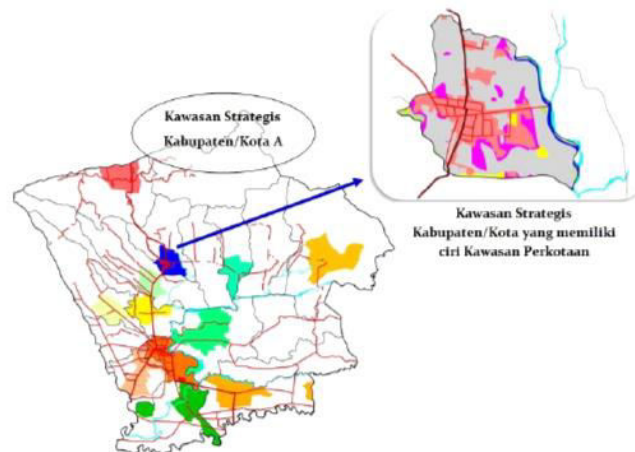 Kawasan Strategis
Kabupaten/Kota A
Kawasan Strategis
Kabupaten/Kota yang memiliki
ciri Kawasan Perkotaan